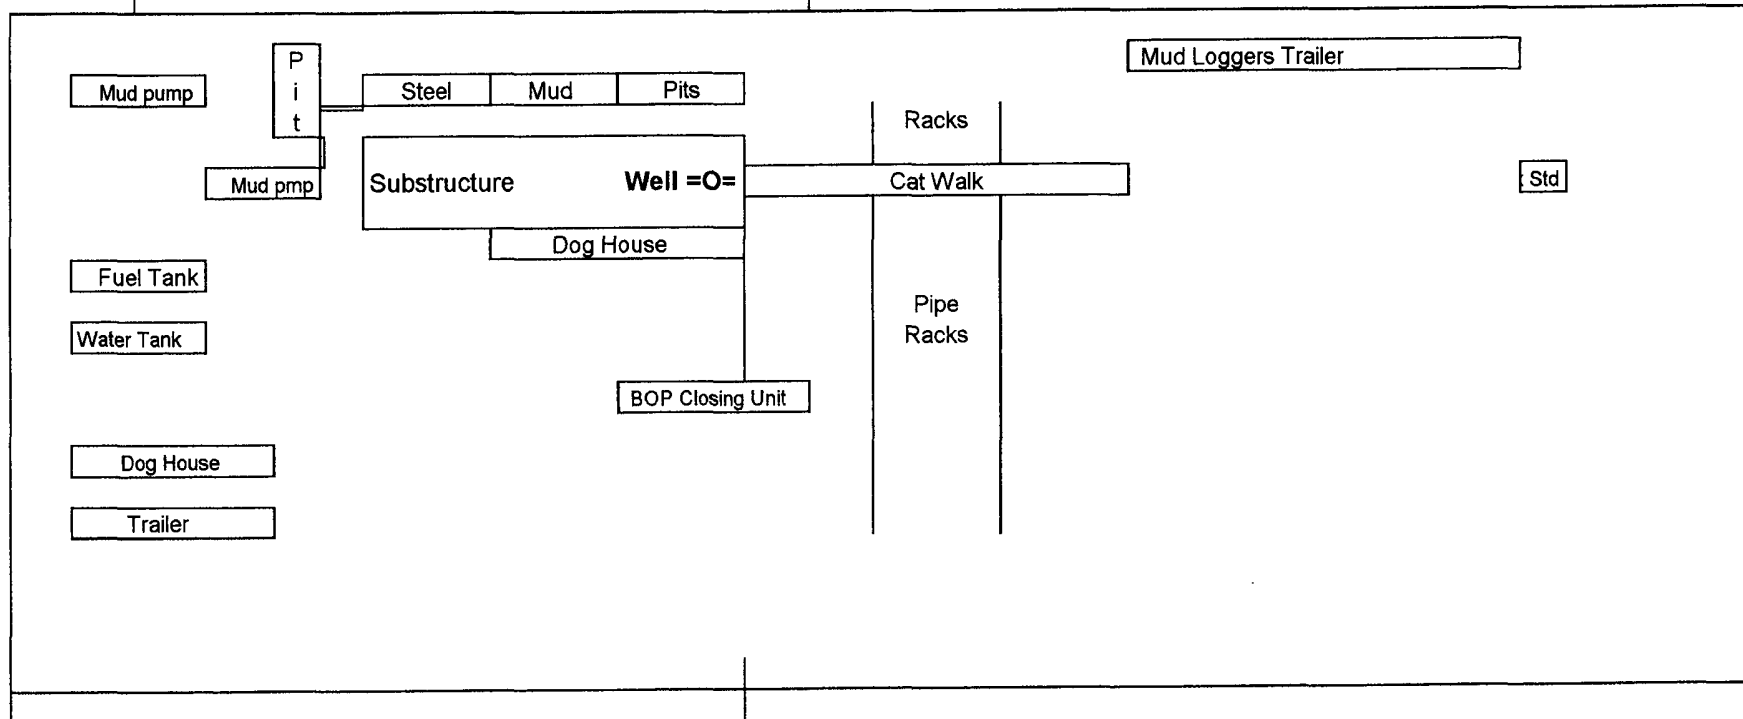 Mud Loggers Trailer
P
i
t
Mud pump
Steel
Mud
Pits
Racks
Mud pmp
Substructure
Well =O=
Cat Walk
Std
Dog House
Fuel Tank
Pipe
Racks
Water Tank
BOP Closing Unit
Dog House
Trailer